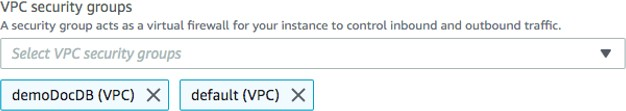 VPC security groups
A security group acts as a virtual firewall for your instance to control inbound and outbound traffic.
Select VPC security groups
demoDocDB (VPC) default (VPC)